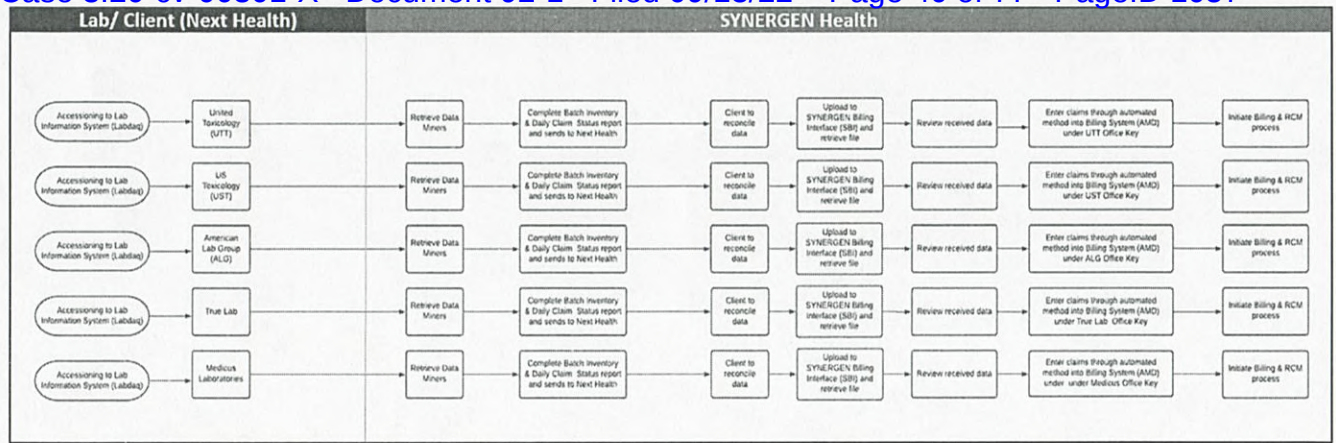 Case Document Filed Page of PageID
Lab/ Client (Next Health)
SYNERGEN Health
Accessioning to Lab
Information System (Labdaq)
United
Toxicology
(UTT)
Retrieve Data
Miners
Complete Batch Inventory
& Daily Claim Status report
and sends to Next Health
Client to
reconcile
data
Upload to
SYNERGEN Billing
Interface (SBI) and
retrieve file
Review received data
Enter claims through automated
method into Billing System (AMD)
under UTT Office Key
Initiate Billing & RCM
process
Accessioning to Lab
Information System (Labdaq)
US
Toxicology
(UST)
Retrieve Data
Miners
Complete Batch Inventory
& Daily Claim Status report
and sends to Next Health
Client to
reconcile
data
Upload to
SYNERGEN Billing
Interface (SBI) and
retrieve file
Review received data
Enter claims through automated
method into Billing System (AMD)
under UST Office Key
Initiate Billing & RCM
process
Accessioning to Lab
Information System (Labdaq)
American
Lab Group
(ALG)
Retrieve Data
Miners
Complete Batch Inventory
& Daily Claim Status report
and sends to Next Health
Client to
reconcile
data
Upload to
SYNERGEN Billing
Interface (SBI) and
retrieve file
Review received data
Enter claims through automated
method into Billing System (AMD)
under ALG Office Key
Initiate Billing & RCM
process
Accessioning to Lab
Information System (Labdaq)
True Lab
Retrieve Data
Miners
Complete Batch Inventory
& Daily Claim Status report
and sends to Next Health
Client to
reconcile
data
Upload to
SYNERGEN Billing
Interface (SBI) and
retrieve file
Review received data
Enter claims through automated
method into Billing System (AMD)
under True Lab Office Key
Initiate Billing & RCM
process
Accessioning to Lab
Information System (Labdaq)
Medicus
Laboratories
Retrieve Data
Miners
Complete Batch Inventory
& Daily Claim Status report
and sends to Next Health
Client to
reconcile
data
Upload to
SYNERGEN Billing
Interface (SBI) and
retrieve file
Review received data
Enter claims through automated
method into Billing System (AMD)
under under Medicus Office Key
Initiate Billing & RCM
process